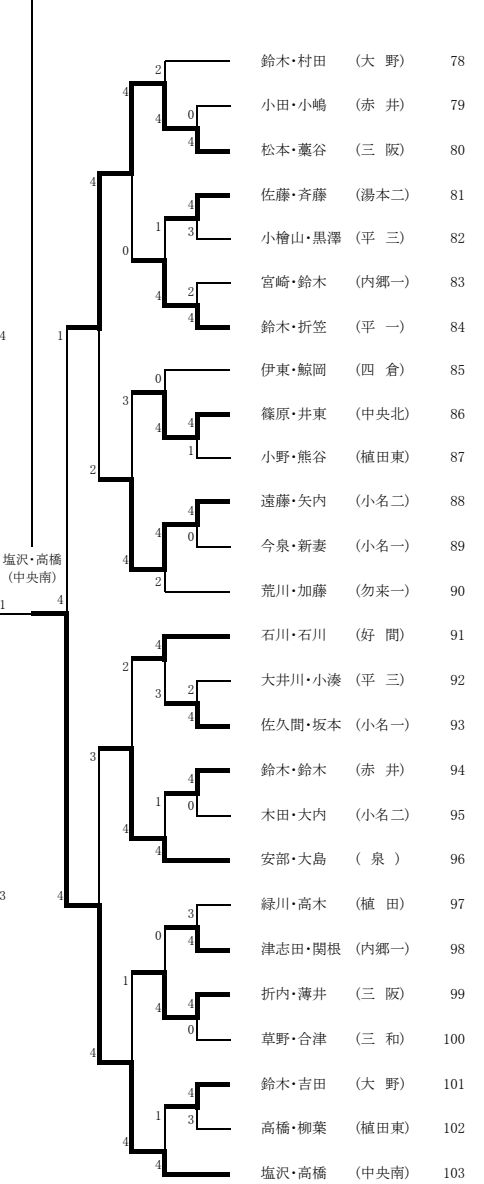 2
鈴木・村田 (大 野) 78
4
0
小田・小嶋 (赤 井) 79
4
4
松本・藁谷 (三 阪) 80
4
4
佐藤・斉藤 (湯本二) 81
1
3
小檜山・黒澤 (平 三) 82
0
2
宮崎・鈴木 (内郷一) 83
4
4
鈴木・折笠 (平 一) 84
4
1
0
伊東・鯨岡 (四 倉) 85
3
4
篠原・井東 (中央北) 86
4
1
小野・熊谷 (植田東) 87
2
4
遠藤・矢内 (小名二) 88
4
0
今泉・新妻 (小名一) 89
塩沢・高橋
(中央南)
4
2
荒川・加藤 (勿来一) 90
1
4
4
石川・石川 (好 間) 91
2
3
2
大井川・小湊 (平 三) 92
4
佐久間・坂本 (小名一) 93
3
4
鈴木・鈴木 (赤 井) 94
1
0
木田・大内 (小名二) 95
4
4
安部・大島 ( 泉 ) 96
3
4
3
緑川・高木 (植 田) 97
0
4
津志田・関根 (内郷一) 98
1
4
4
折内・薄井 (三 阪) 99
0
草野・合津 (三 和) 100
4
4
鈴木・吉田 (大 野) 101
1
3
高橋・柳葉 (植田東) 102
4
4
塩沢・高橋 (中央南) 103